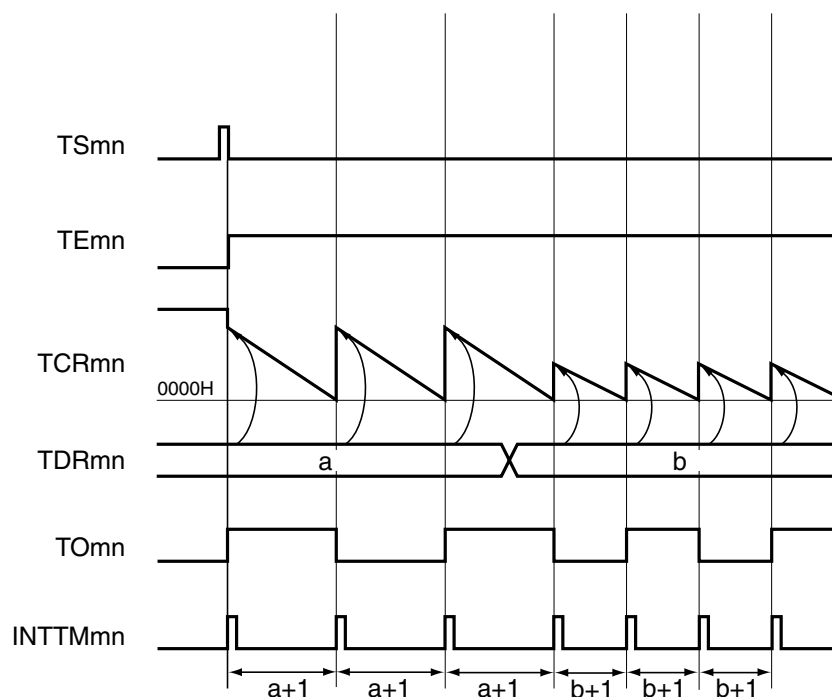 TSmn
TEmn
TCRmn
0000H
TDRmn
a
b
TOmn
INTTMmn
a+1
a+1
a+1
b+1
b+1
b+1